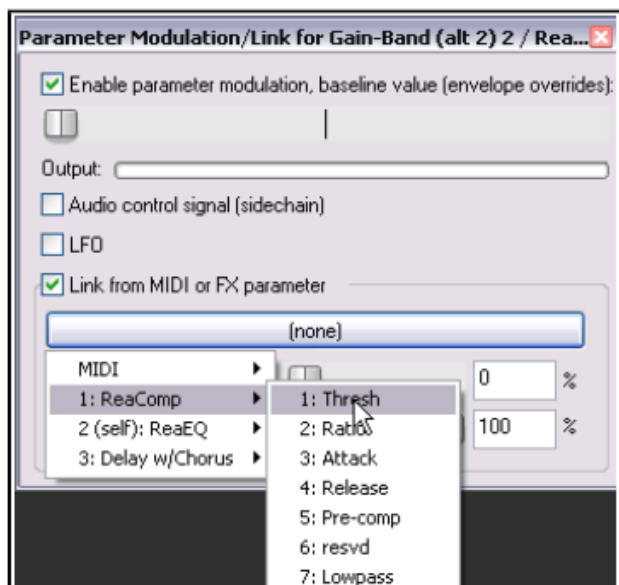 Parameter Modulation/Link for Gain-Band (alt 2) 2 / Rea...
Enable parameter modulation, baseline value (envelope overrides):
Output:
Audio control signal (sidechain)
LFO
Link from MIDI or FX parameter
(none)
MIDI
0 %
1: ReaComp
1: Thresh
2 (self): ReaEQ
2: Ratio
100 %
3: Delay w/Chorus
3: Attack
4: Release
5: Pre-comp
6: resvd
7: Lowpass